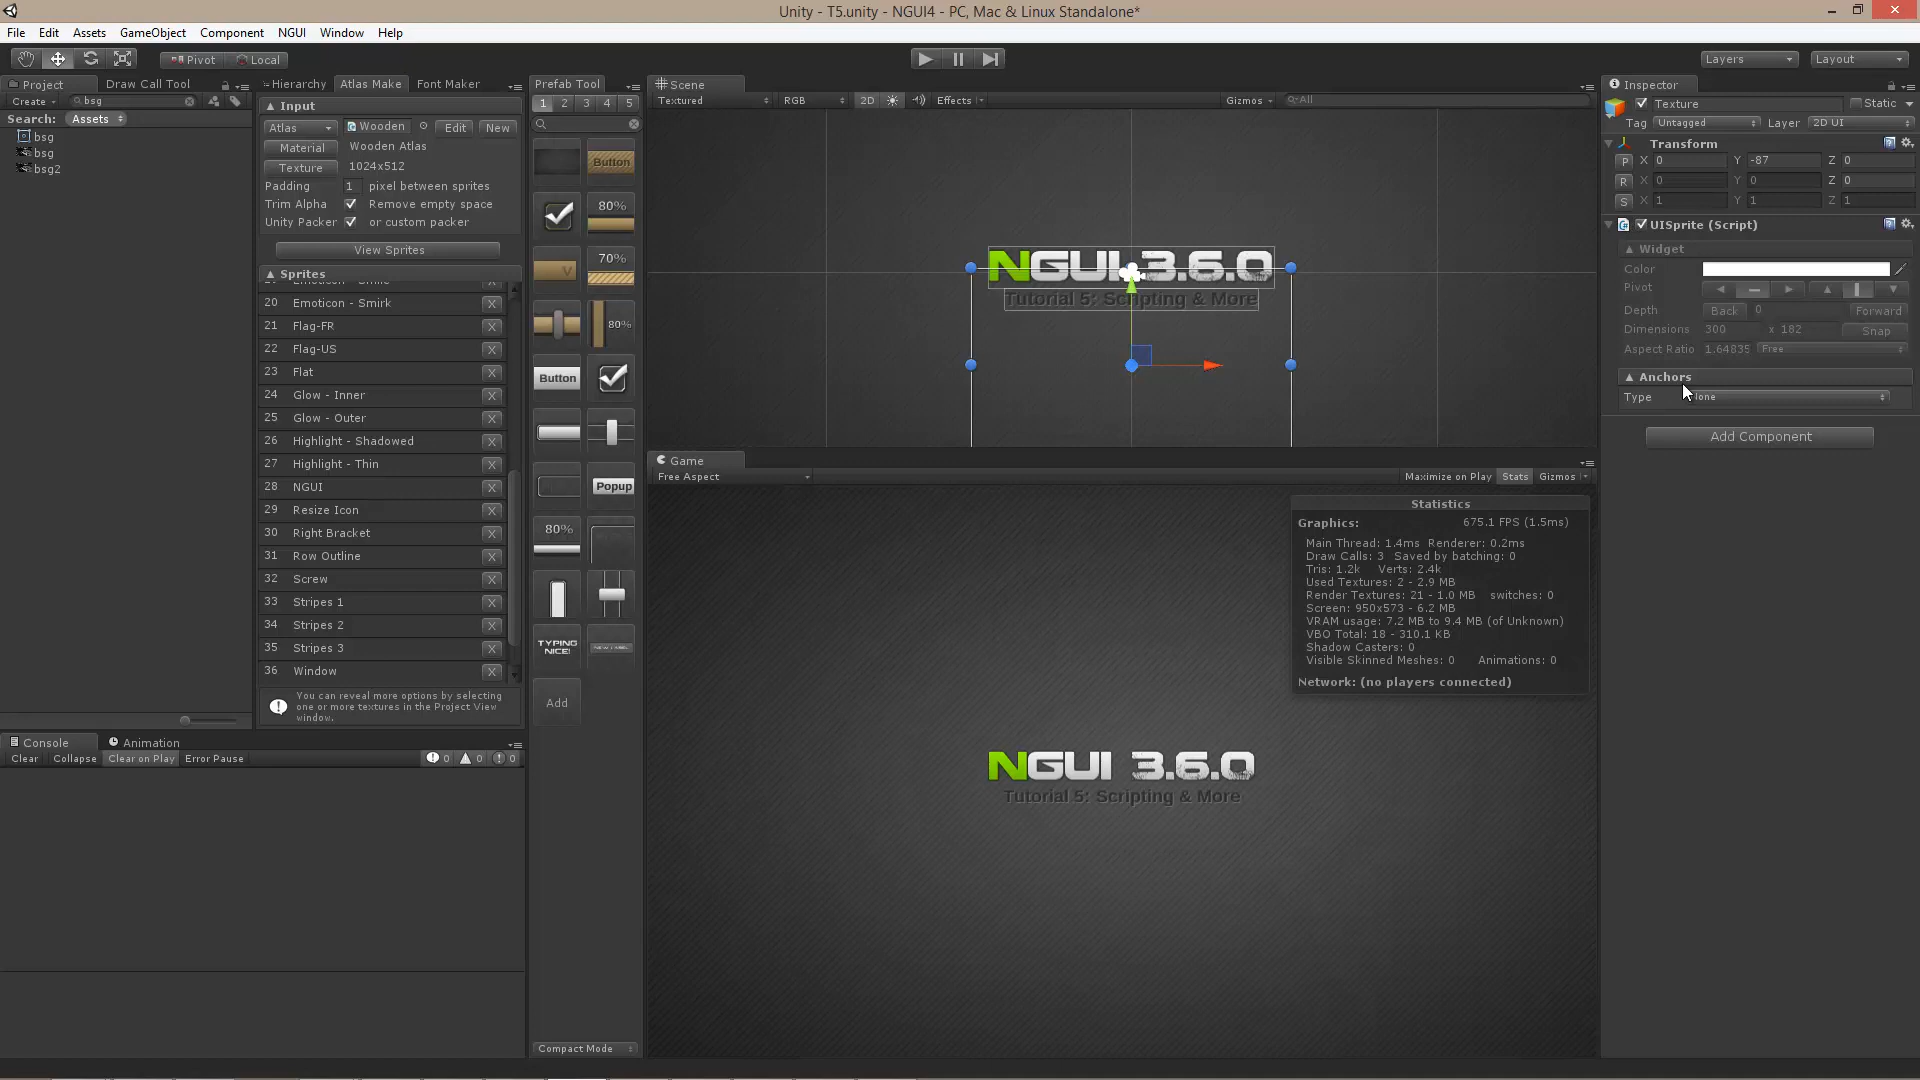 Unity - T5.unity - NGUI4 - PC, Mac & Linux Standalone*
File Edit Assets GameObject Component NGUI Window Help
Pivot Local Layers Layout
Project Draw Call Tool
Create bsg
Search: Assets
bsg
bsg
bsg2
Hierarchy Atlas Make Font Maker
Input
Atlas Wooden Edit New
Material Wooden Atlas
Texture 1024x512
Padding 1 pixel between sprites
Trim Alpha Remove empty space
Unity Packer or custom packer
View Sprites
Sprites
20 Emoticon - Smirk X
21 Flag-FR X
22 Flag-US X
23 Flat X
24 Glow - Inner X
25 Glow - Outer X
26 Highlight - Shadowed X
27 Highlight - Thin X
28 NGUI X
29 Resize Icon X
30 Right Bracket X
31 Row Outline X
32 Screw X
33 Stripes 1 X
34 Stripes 2 X
35 Stripes 3 X
36 Window X
You can reveal more options by selecting
one or more textures in the Project View
window.
Prefab Tool
1 2 3 4 5
Button
80%
V 70%
80%
Button
Popup
80%
TYPING
NICE!
Add
Compact Mode
Scene
Textured RGB 2D Effects Gizmos All
NGUI 3.6.0
Tutorial 5: Scripting & More
Game
Free Aspect Maximize on Play Stats Gizmos
Statistics
Graphics: 675.1 FPS (1.5ms)
Main Thread: 1.4ms Renderer: 0.2ms
Draw Calls: 3 Saved by batching: 0
Tris: 1.2k Verts: 2.4k
Used Textures: 2 - 2.9 MB
Render Textures: 21 - 1.0 MB switches: 0
Screen: 950x573 - 6.2 MB
VRAM usage: 7.2 MB to 9.4 MB (of Unknown)
VBO Total: 18 - 310.1 KB
Shadow Casters: 0
Visible Skinned Meshes: 0 Animations: 0
Network: (no players connected)
NGUI 3.6.0
Tutorial 5: Scripting & More
Inspector
Texture Static
Tag Untagged Layer 2D UI
Transform
P X 0 Y -87 Z 0
R X 0 Y 0 Z 0
S X 1 Y 1 Z 1
UISprite (Script)
Widget
Color
Pivot
Depth Back 0 Forward
Dimensions 300 x 182 Snap
Aspect Ratio 1.64835 Free
Anchors
Type
Add Component
Console Animation
Clear Collapse Clear on Play Error Pause 0 0 0